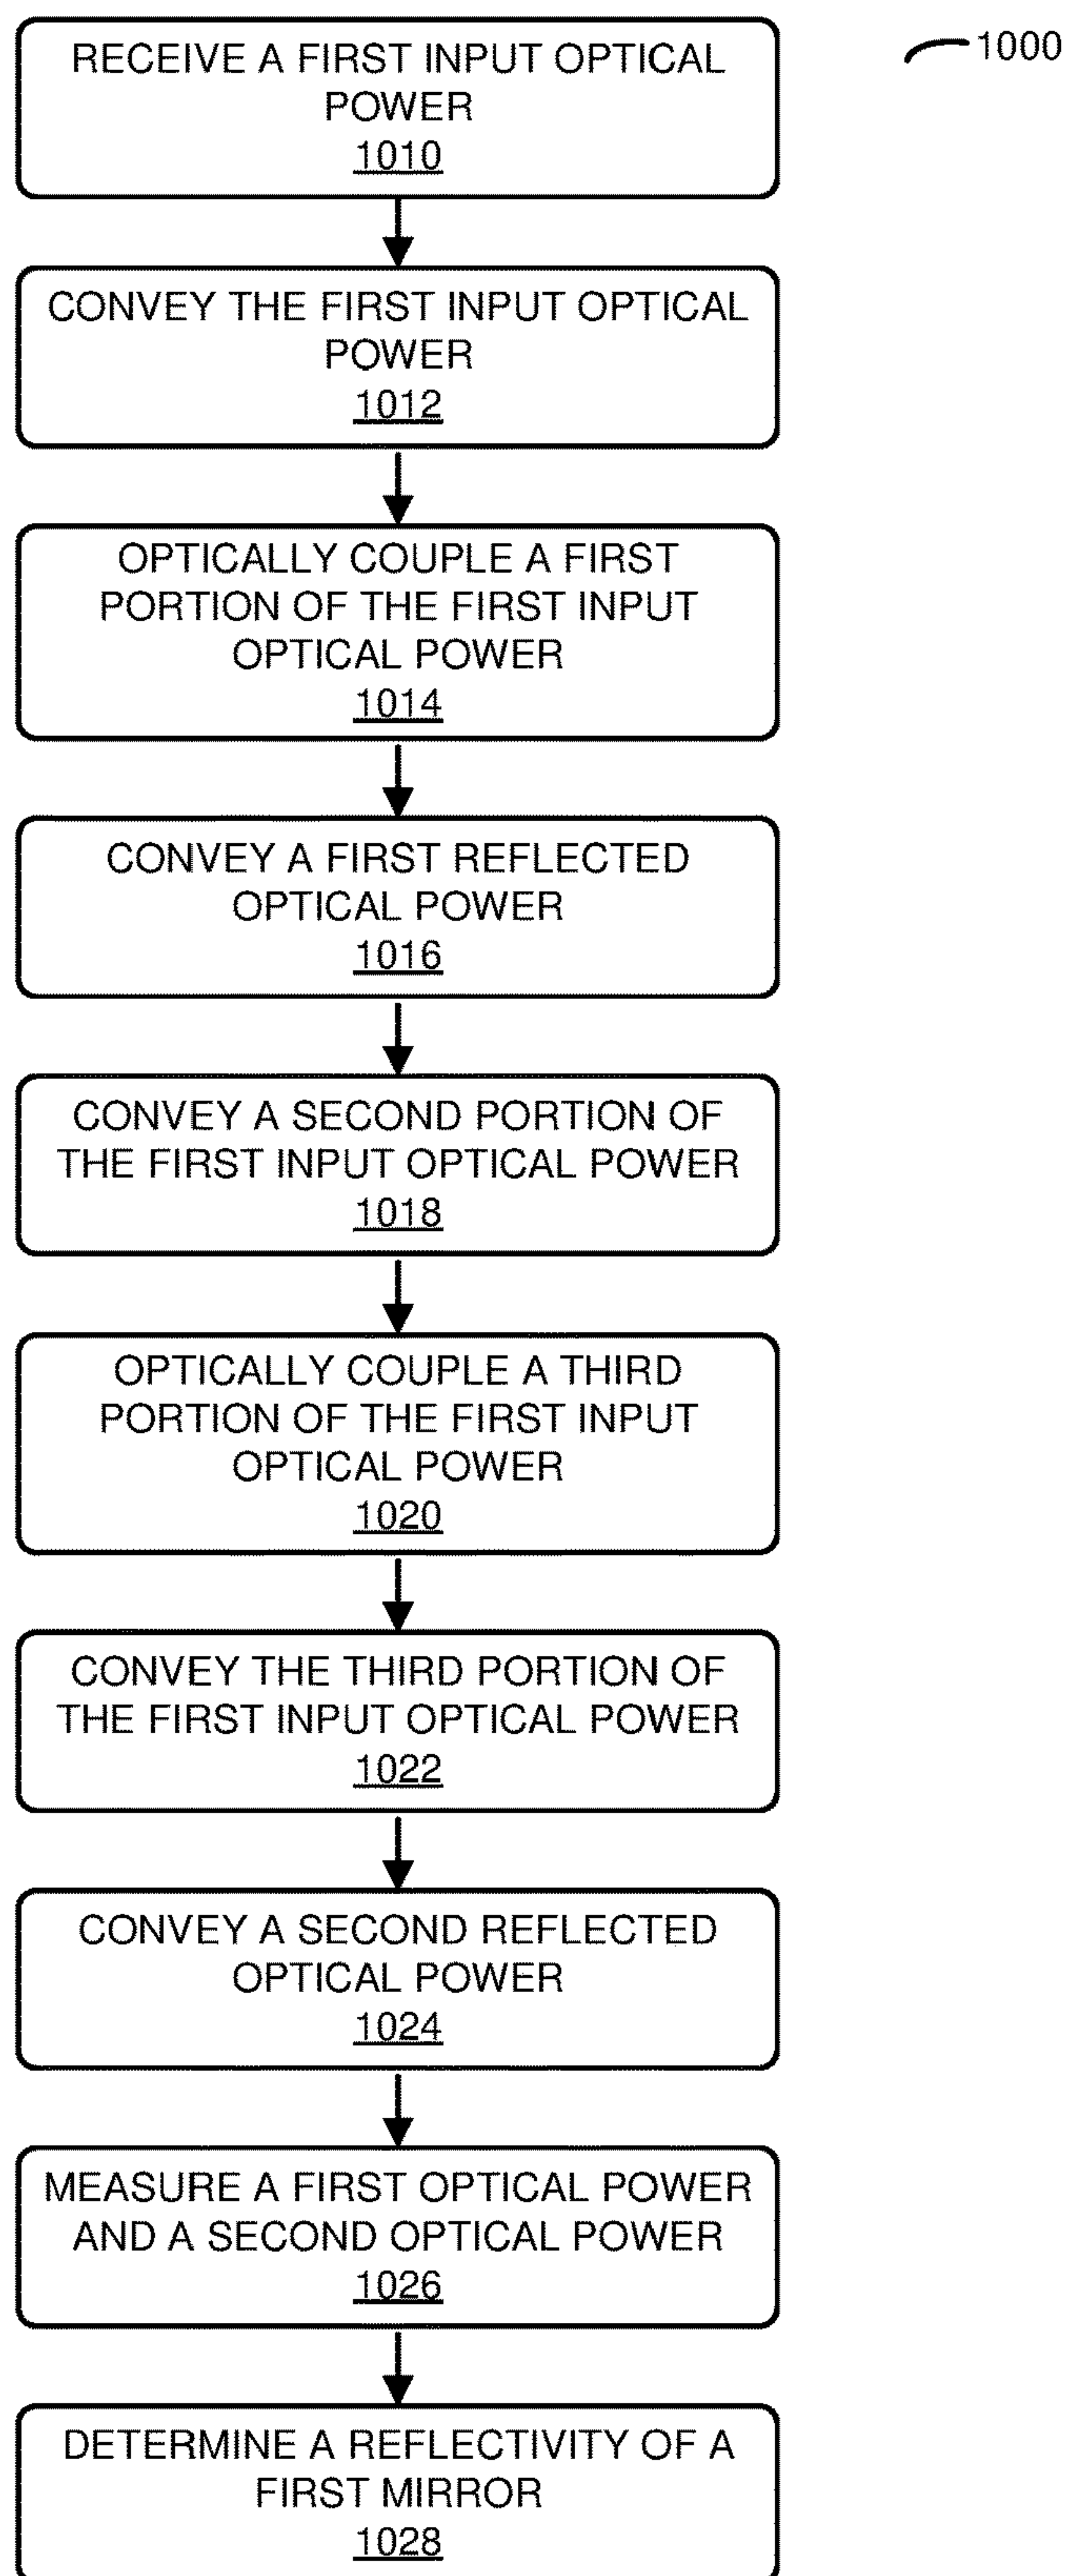 RECEIVE A FIRST INPUT OPTICAL
POWER
1010
1000
CONVEY THE FIRST INPUT OPTICAL
POWER
1012
OPTICALLY COUPLE A FIRST
PORTION OF THE FIRST INPUT
OPTICAL POWER
1014
CONVEY A FIRST REFLECTED
OPTICAL POWER
1016
CONVEY A SECOND PORTION OF
THE FIRST INPUT OPTICAL POWER
1018
OPTICALLY COUPLE A THIRD
PORTION OF THE FIRST INPUT
OPTICAL POWER
1020
CONVEY THE THIRD PORTION OF
THE FIRST INPUT OPTICAL POWER
1022
CONVEY A SECOND REFLECTED
OPTICAL POWER
1024
MEASURE A FIRST OPTICAL POWER
AND A SECOND OPTICAL POWER
1026
DETERMINE A REFLECTIVITY OF A
FIRST MIRROR
1028